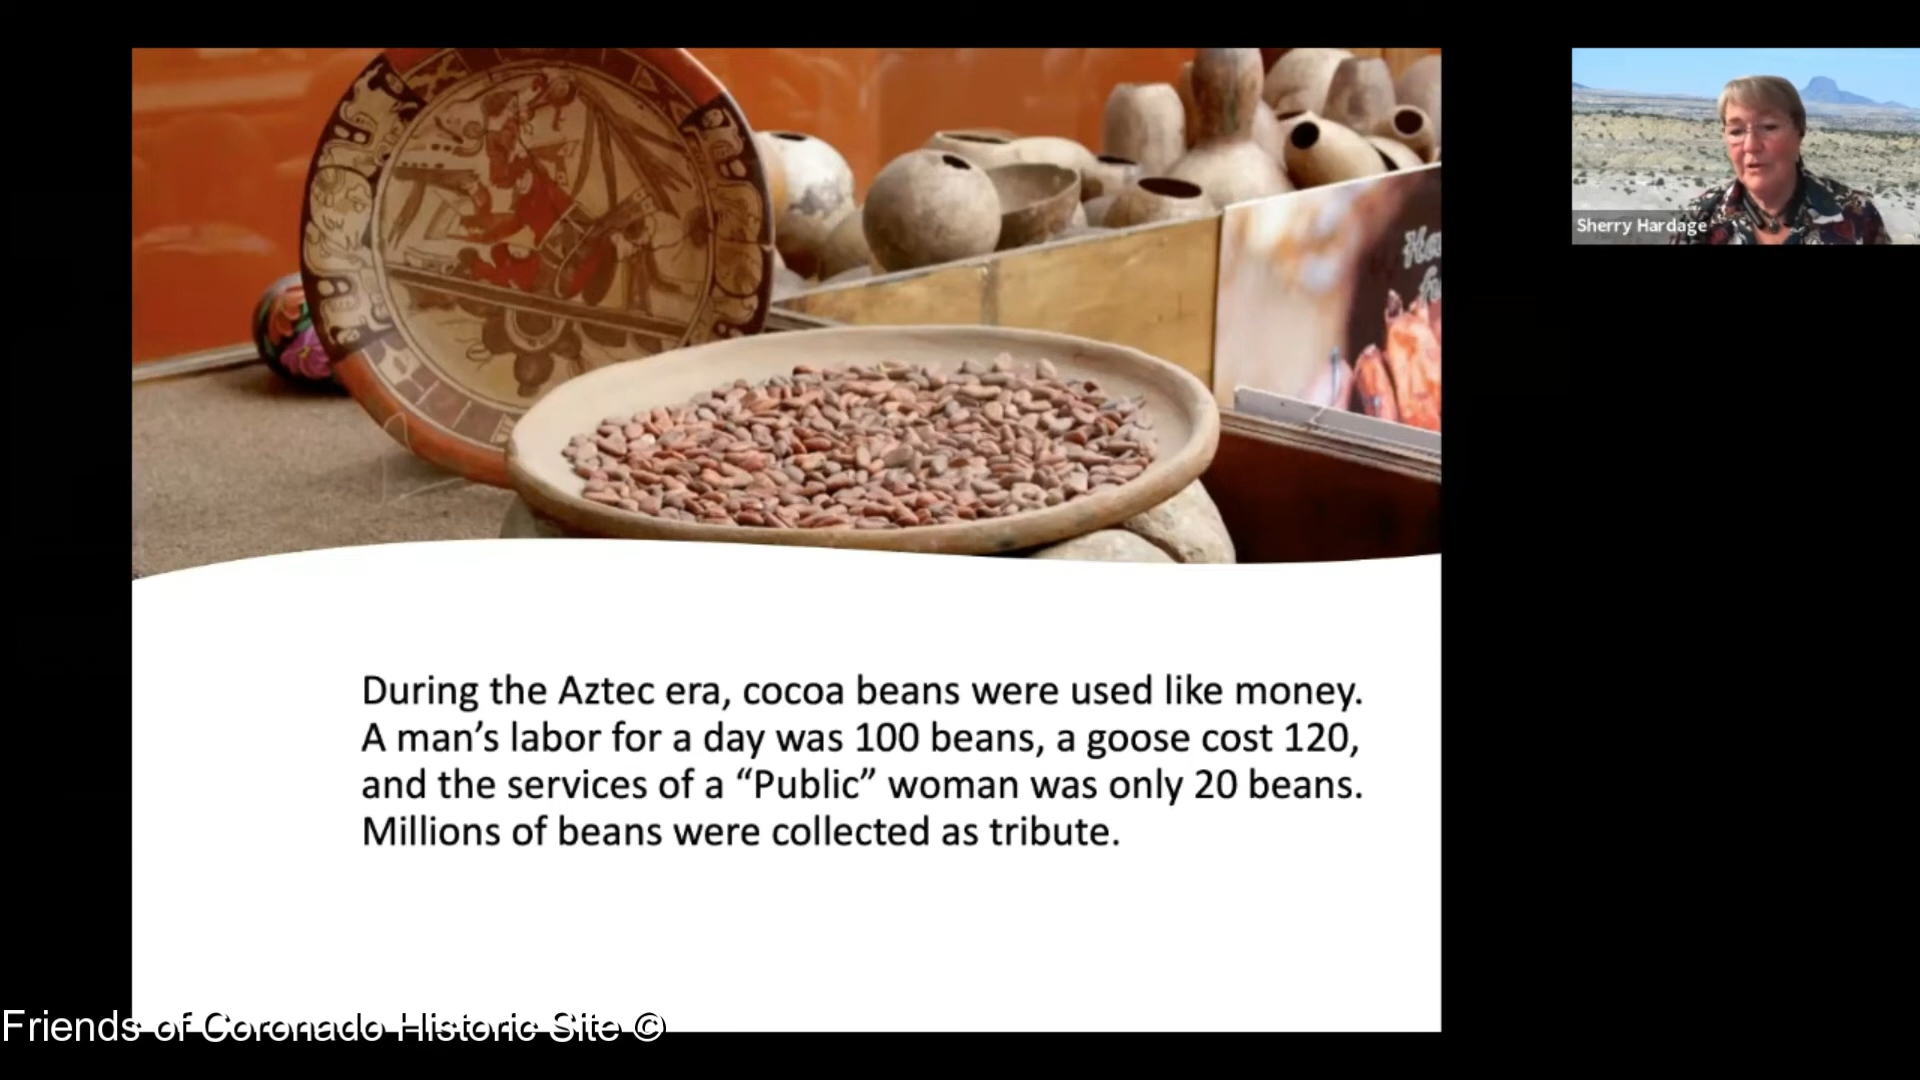 Sherry Hardage
During the Aztec era, cocoa beans were used like money.
A man’s labor for a day was 100 beans, a goose cost 120,
and the services of a “Public” woman was only 20 beans.
Millions of beans were collected as tribute.
Friends of Coronado Historic Site ©